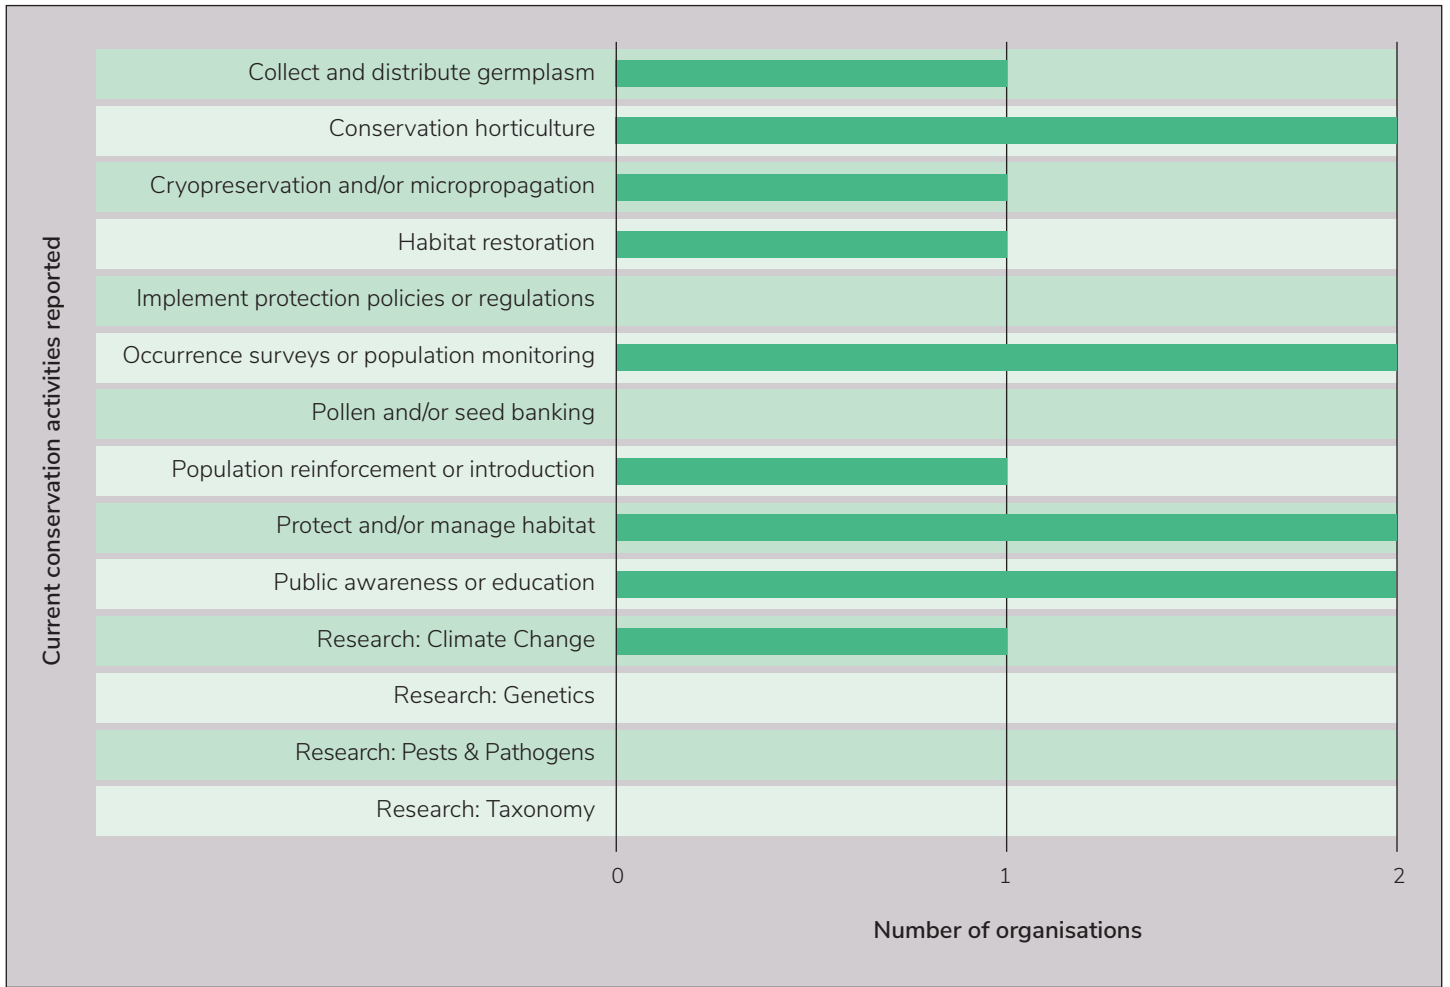 Current conservation activities reported
Collect and distribute germplasm
Conservation horticulture
Cryopreservation and/or micropropagation
Habitat restoration
Implement protection policies or regulations
Occurrence surveys or population monitoring
Pollen and/or seed banking
Population reinforcement or introduction
Protect and/or manage habitat
Public awareness or education
Research: Climate Change
Research: Genetics
Research: Pests & Pathogens
Research: Taxonomy
0 1 2
Number of organisations